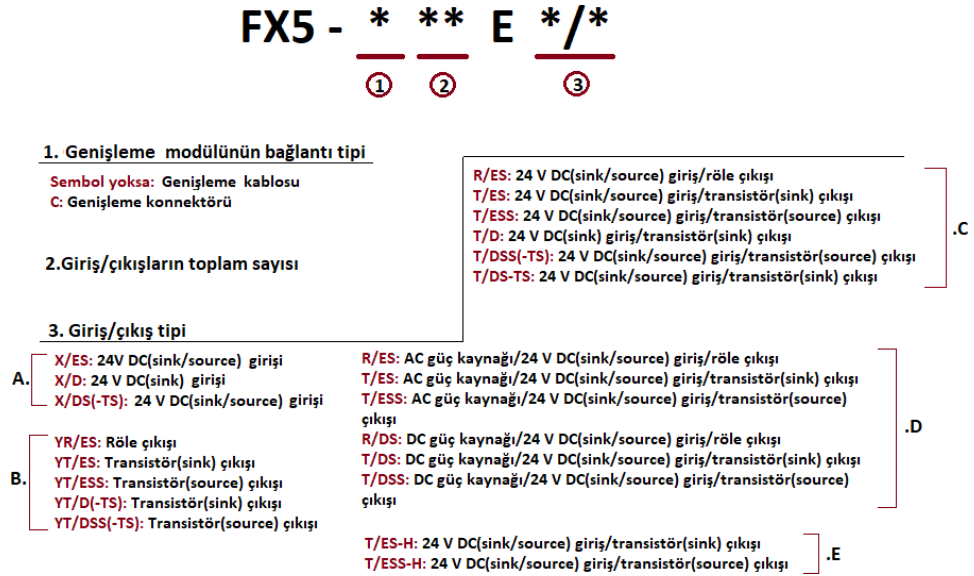 FX5 - * ** E */*
1 2 3
1. Genişleme modülünün bağlantı tipi
Sembol yoksa: Genişleme kablosu
C: Genişleme konnektörü
2.Giriş/çıkışların toplam sayısı
3. Giriş/çıkış tipi
R/ES: 24 V DC(sink/source) giriş/röle çıkışı
T/ES: 24 V DC(sink/source) giriş/transistör(sink) çıkışı
T/ESS: 24 V DC(sink/source) giriş/transistör(source) çıkışı
T/D: 24 V DC(sink) giriş/transistör(sink) çıkışı
T/DSS(-TS): 24 V DC(sink/source) giriş/transistör(source) çıkışı
T/DS-TS: 24 V DC(sink/source) giriş/transistör(sink) çıkışı
.C
A.
X/ES: 24V DC(sink/source) girişi
X/D: 24 V DC(sink) girişi
X/DS(-TS): 24 V DC(sink/source) girişi
B.
YR/ES: Röle çıkışı
YT/ES: Transistör(sink) çıkışı
YT/ESS: Transistör(source) çıkışı
YT/D(-TS): Transistör(sink) çıkışı
YT/DSS(-TS): Transistör(source) çıkışı
R/ES: AC güç kaynağı/24 V DC(sink/source) giriş/röle çıkışı
T/ES: AC güç kaynağı/24 V DC(sink/source) giriş/transistör(sink) çıkışı
T/ESS: AC güç kaynağı/24 V DC(sink/source) giriş/transistör(source)
çıkışı
R/DS: DC güç kaynağı/24 V DC(sink/source) giriş/röle çıkışı
T/DS: DC güç kaynağı/24 V DC(sink/source) giriş/transistör(sink) çıkışı
T/DSS: DC güç kaynağı/24 V DC(sink/source) giriş/transistör(source)
çıkışı
.D
T/ES-H: 24 V DC(sink/source) giriş/transistör(sink) çıkışı
T/ESS-H: 24 V DC(sink/source) giriş/transistör(source) çıkışı
.E